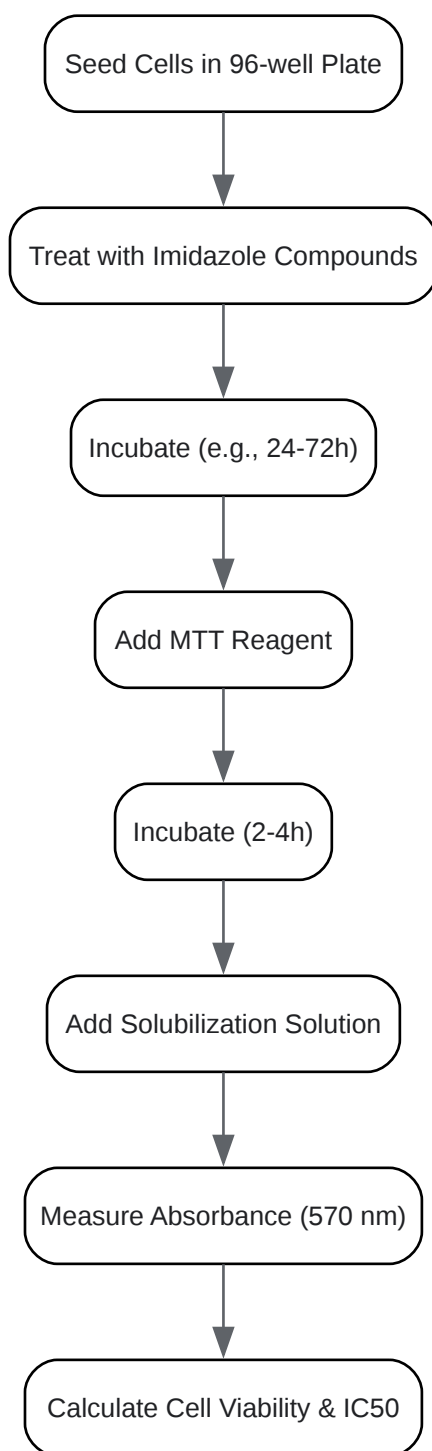 Seed Cells in 96-well Plate
Treat with Imidazole Compounds
Incubate (e.g., 24-72h)
Add MTT Reagent
Incubate (2-4h)
Add Solubilization Solution
Measure Absorbance (570 nm)
Calculate Cell Viability & IC50